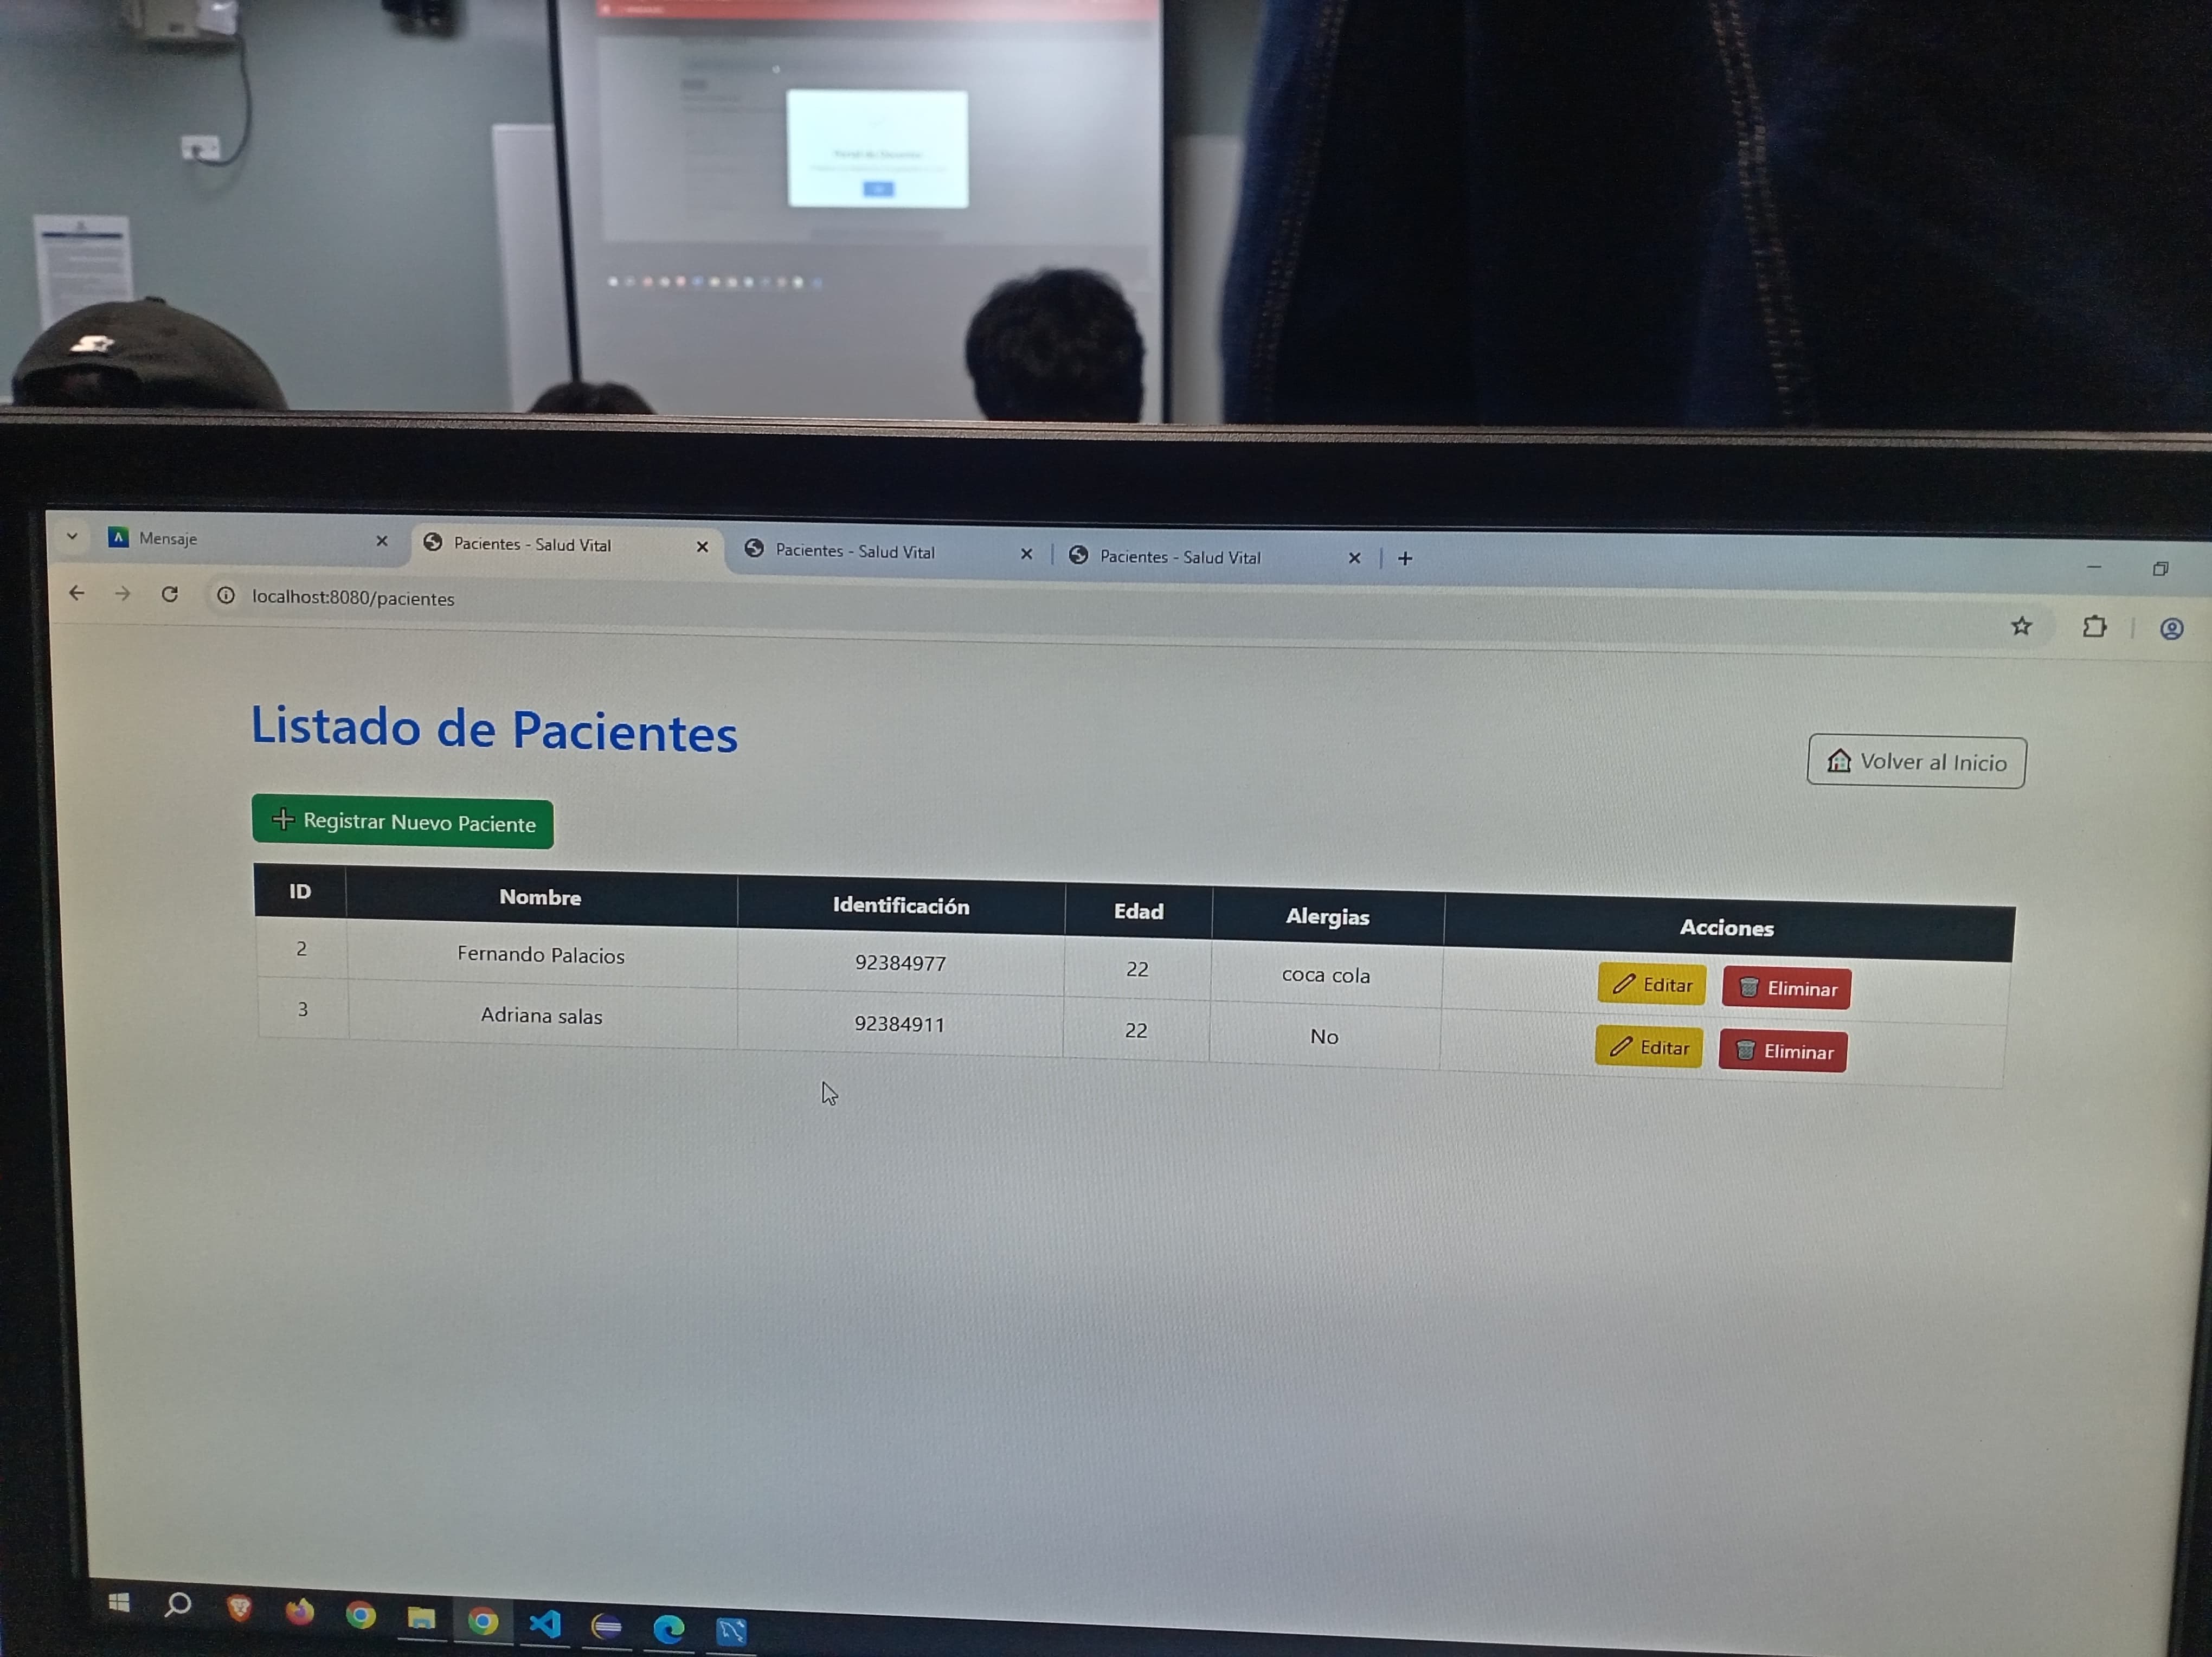 Mensaje
Pacientes - Salud Vital
Pacientes - Salud Vital
Pacientes - Salud Vital
localhost:8080/pacientes
Listado de Pacientes
Volver al Inicio
Registrar Nuevo Paciente
ID Nombre Identificación Edad Alergias Acciones
2 Fernando Palacios 92384977 22 coca cola Editar Eliminar
3 Adriana salas 92384911 22 No Editar Eliminar